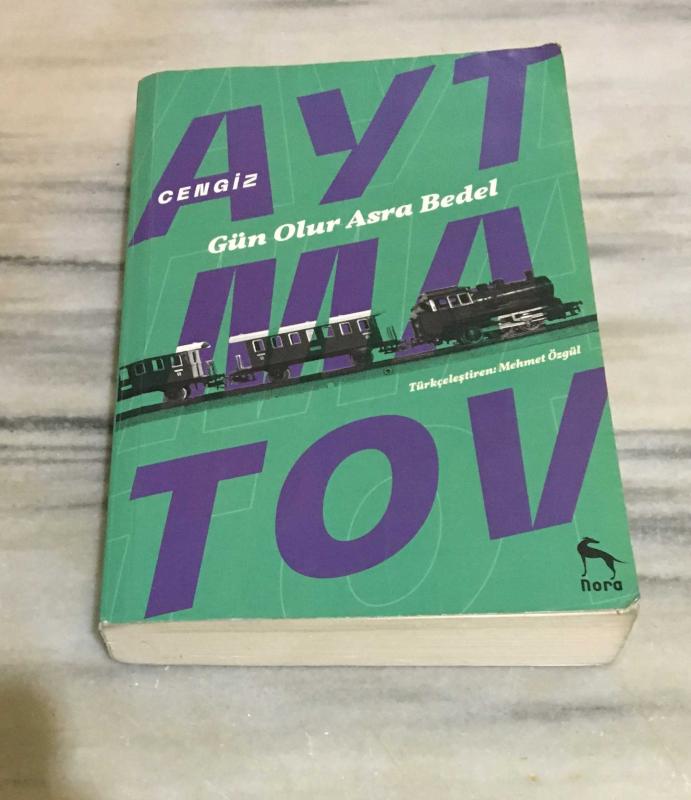 AYT
CENGİZ
Gün Olur Asra Bedel
MA
Türkçeleştiren: Mehmet Özgül
TOV
nora